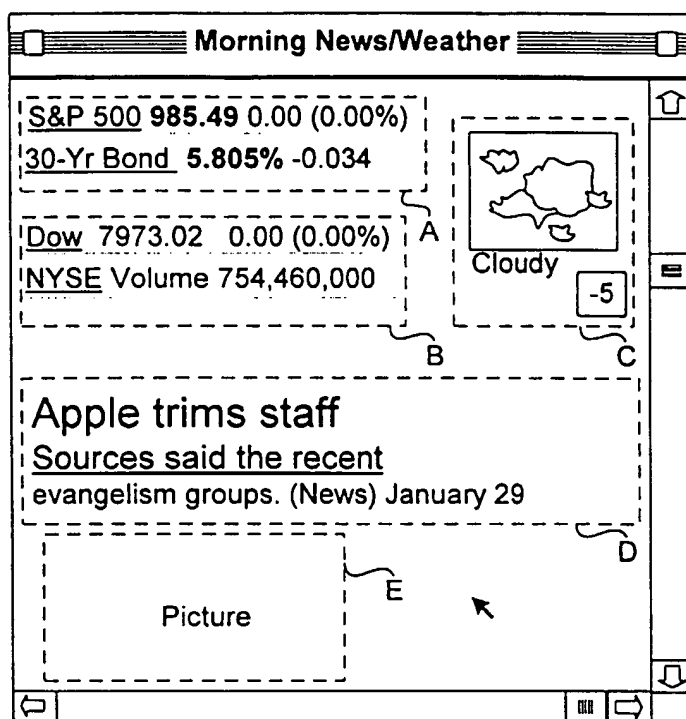 Morning News/Weather
S&P 500 985.49 0.00 (0.00%)
30-Yr Bond 5.805% -0.034
A
Dow 7973.02 0.00 (0.00%)
NYSE Volume 754,460,000
B
Cloudy
-5
C
Apple trims staff
Sources said the recent
evangelism groups. (News) January 29
D
E
Picture